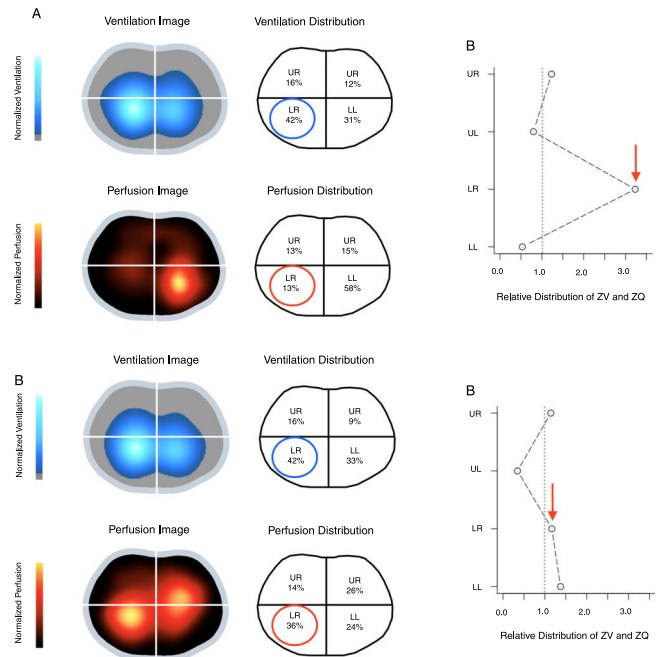 A
Ventilation Image
Ventilation Distribution
Normalized Ventilation
UR
16%
UR
12%
LR
42%
LL
31%
Perfusion Image
Perfusion Distribution
Normalized Perfusion
UR
13%
UR
15%
LR
13%
LL
58%
B
UR
UL
LR
LL
0.0
1.0
2.0
3.0
Relative Distribution of ZV and ZQ
B
Ventilation Image
Ventilation Distribution
Normalized Ventilation
UR
16%
UR
9%
LR
42%
LL
33%
Perfusion Image
Perfusion Distribution
Normalized Perfusion
UR
14%
UR
26%
LR
36%
LL
24%
B
UR
UL
LR
LL
0.0
1.0
2.0
3.0
Relative Distribution of ZV and ZQ